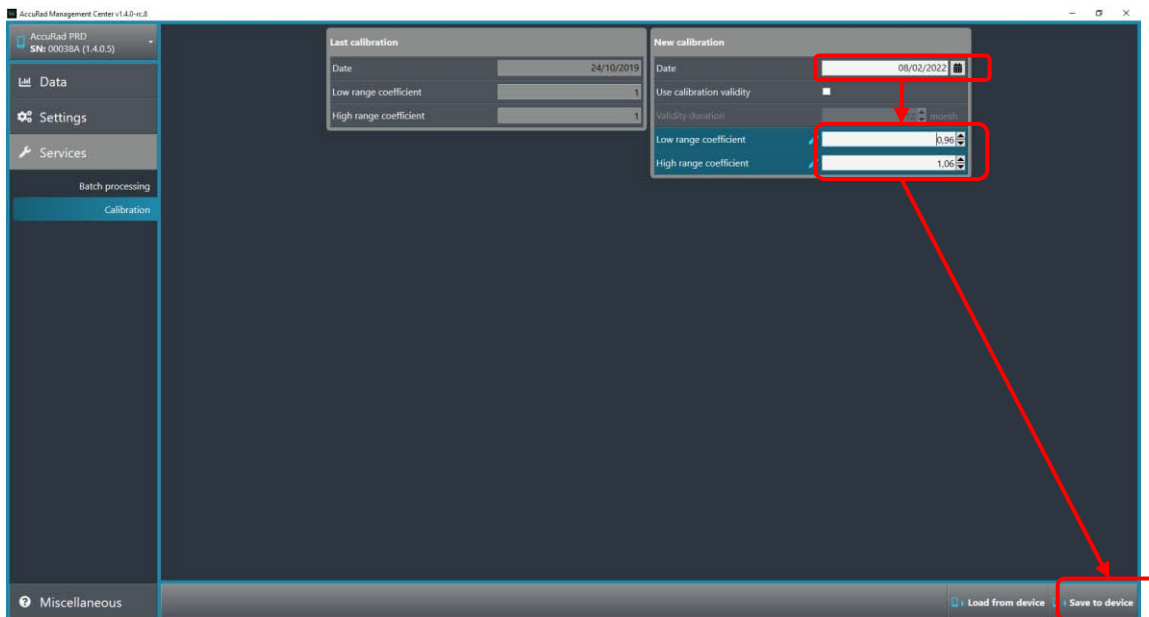 AccuRad Management Center v1.4.0-rc.8
AccuRad PRD
SN: 00038A (1.4.0.5)
Data
Settings
Services
Batch processing
Calibration
Miscellaneous
Last calibration
Date 24/10/2019
Low range coefficient 1
High range coefficient 1
New calibration
Date 08/02/2022
Use calibration validity
Validity duration month
Low range coefficient 0,96
High range coefficient 1,06
Load from device
Save to device